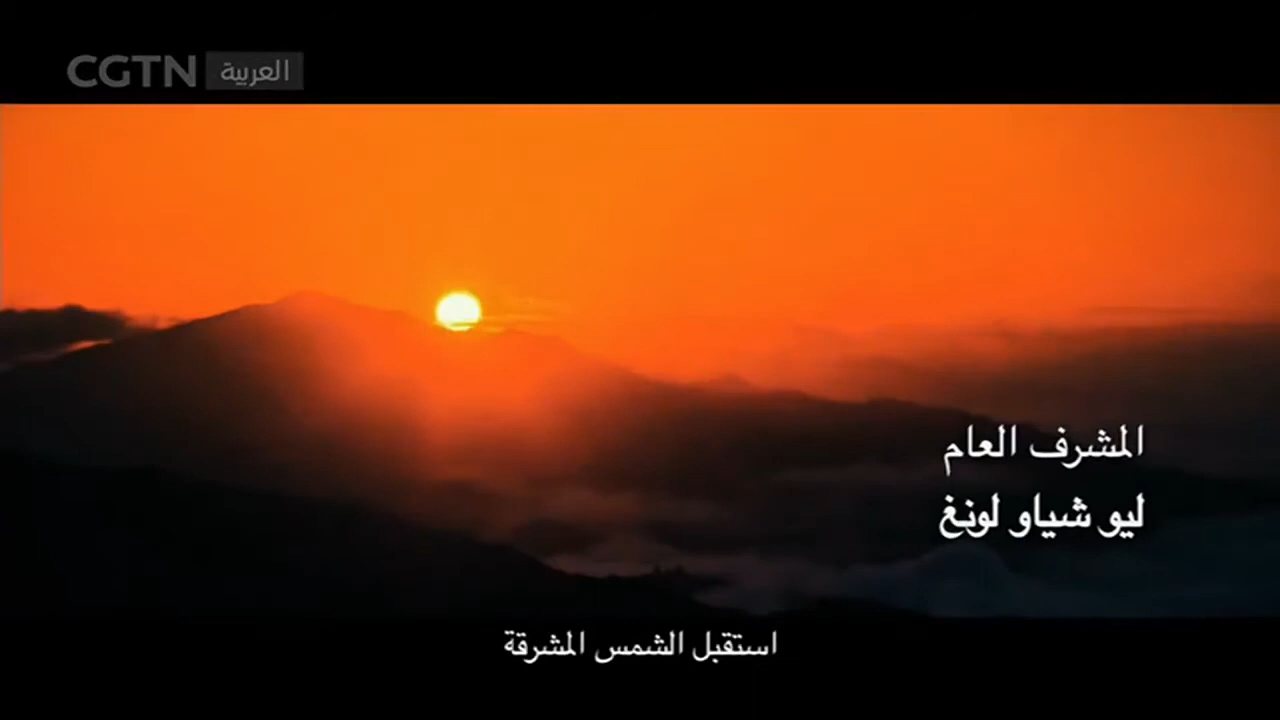 CGTN العربية
المشرف العام
ليو شياو لونغ
استقبل الشمس المشرقة